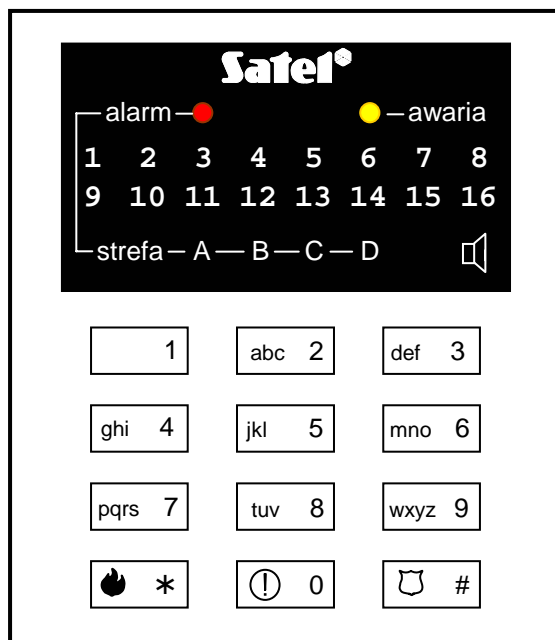 Satel®
alarm awaria
1 2 3 4 5 6 7 8
9 10 11 12 13 14 15 16
strefa A B C D
1 abc 2 def 3
ghi 4 jkl 5 mno 6
pqrs 7 tuv 8 wxyz 9
* 0 #